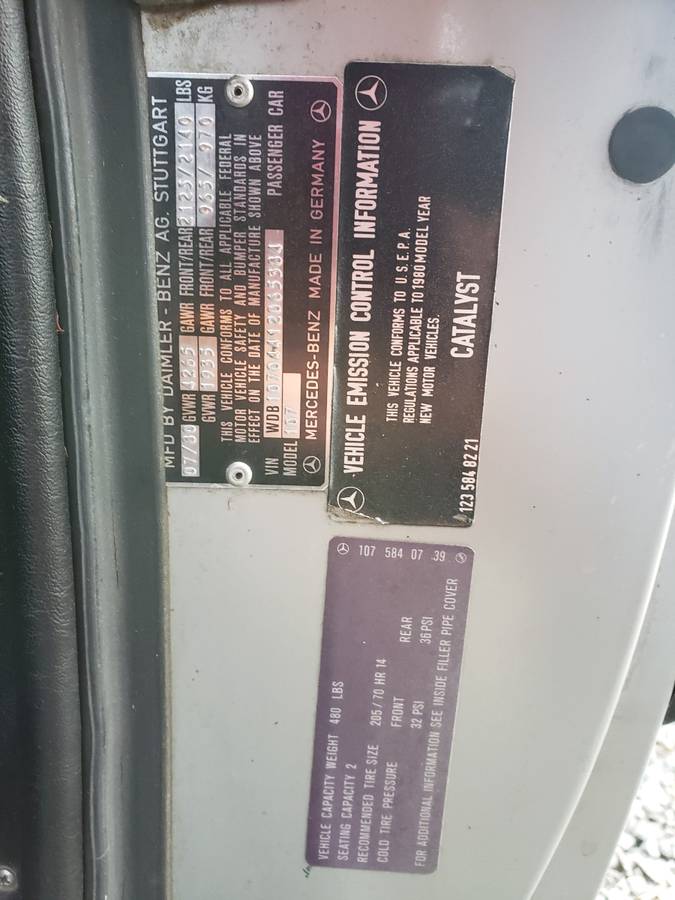 MFD BY DAIMLER-BENZ AG. STUTTGART
07/80 GVWR 4265 GAWR FRONT/REAR 2125/2140 LBS
GVWR 1935 GAWR FRONT/REAR 965/970 KG
THIS VEHICLE CONFORMS TO ALL APPLICABLE FEDERAL
MOTOR VEHICLE SAFETY AND BUMPER STANDARDS IN
EFFECT ON THE DATE OF MANUFACTURE SHOWN ABOVE
VIN WDB PASSENGER CAR
MODEL 107
MERCEDES-BENZ MADE IN GERMANY
VEHICLE EMISSION CONTROL INFORMATION
THIS VEHICLE CONFORMS TO U.S.E.P.A.
REGULATIONS APPLICABLE TO 1980 MODEL YEAR
NEW MOTOR VEHICLES.
CATALYST
123 584 82 21
107 584 07 39
VEHICLE CAPACITY WEIGHT 480 LBS
SEATING CAPACITY 2
RECOMMENDED TIRE SIZE 205/70 HR 14
COLD TIRE PRESSURE FRONT REAR
32 PSI 36 PSI
FOR ADDITIONAL INFORMATION SEE INSIDE FILLER PIPE COVER